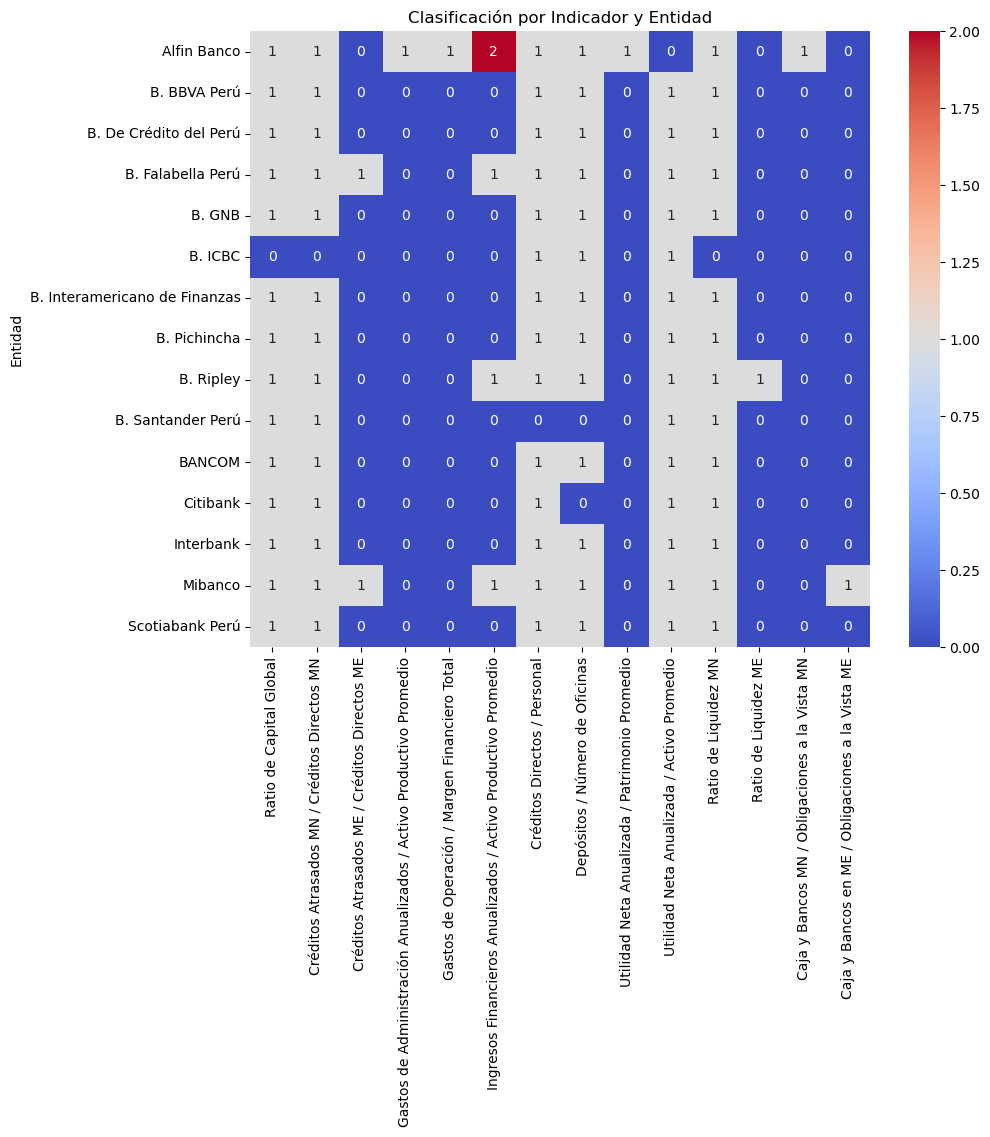 Clasificación por Indicador y Entidad
Entidad
Alfin Banco 1 1 0 1 1 2 1 1 1 0 1 0 1 0
B. BBVA Perú 1 1 0 0 0 0 1 1 0 1 1 0 0 0
B. De Crédito del Perú 1 1 0 0 0 0 1 1 0 1 1 0 0 0
B. Falabella Perú 1 1 1 0 0 1 1 1 0 1 1 0 0 0
B. GNB 1 1 0 0 0 0 1 1 0 1 1 0 0 0
B. ICBC 0 0 0 0 0 0 1 1 0 1 0 0 0 0
B. Interamericano de Finanzas 1 1 0 0 0 0 1 1 0 1 1 0 0 0
B. Pichincha 1 1 0 0 0 0 1 1 0 1 1 0 0 0
B. Ripley 1 1 0 0 0 1 1 1 0 1 1 1 0 0
B. Santander Perú 1 1 0 0 0 0 0 0 0 1 1 0 0 0
BANCOM 1 1 0 0 0 0 1 1 0 1 1 0 0 0
Citibank 1 1 0 0 0 0 1 0 0 1 1 0 0 0
Interbank 1 1 0 0 0 0 1 1 0 1 1 0 0 0
Mibanco 1 1 1 0 0 1 1 1 0 1 1 0 0 1
Scotiabank Perú 1 1 0 0 0 0 1 1 0 1 1 0 0 0
Ratio de Capital Global
Créditos Atrasados MN / Créditos Directos MN
Créditos Atrasados ME / Créditos Directos ME
Gastos de Administración Anualizados / Activo Productivo Promedio
Gastos de Operación / Margen Financiero Total
Ingresos Financieros Anualizados / Activo Productivo Promedio
Créditos Directos / Personal
Depósitos / Número de Oficinas
Utilidad Neta Anualizada / Patrimonio Promedio
Utilidad Neta Anualizada / Activo Promedio
Ratio de Liquidez MN
Ratio de Liquidez ME
Caja y Bancos MN / Obligaciones a la Vista MN
Caja y Bancos en ME / Obligaciones a la Vista ME
2.00
1.75
1.50
1.25
1.00
0.75
0.50
0.25
0.00